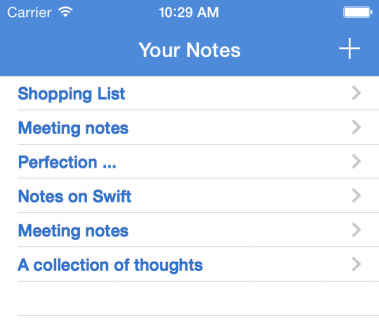 Carrier 10:29 AM
Your Notes
Shopping List
Meeting notes
Perfection ...
Notes on Swift
Meeting notes
A collection of thoughts